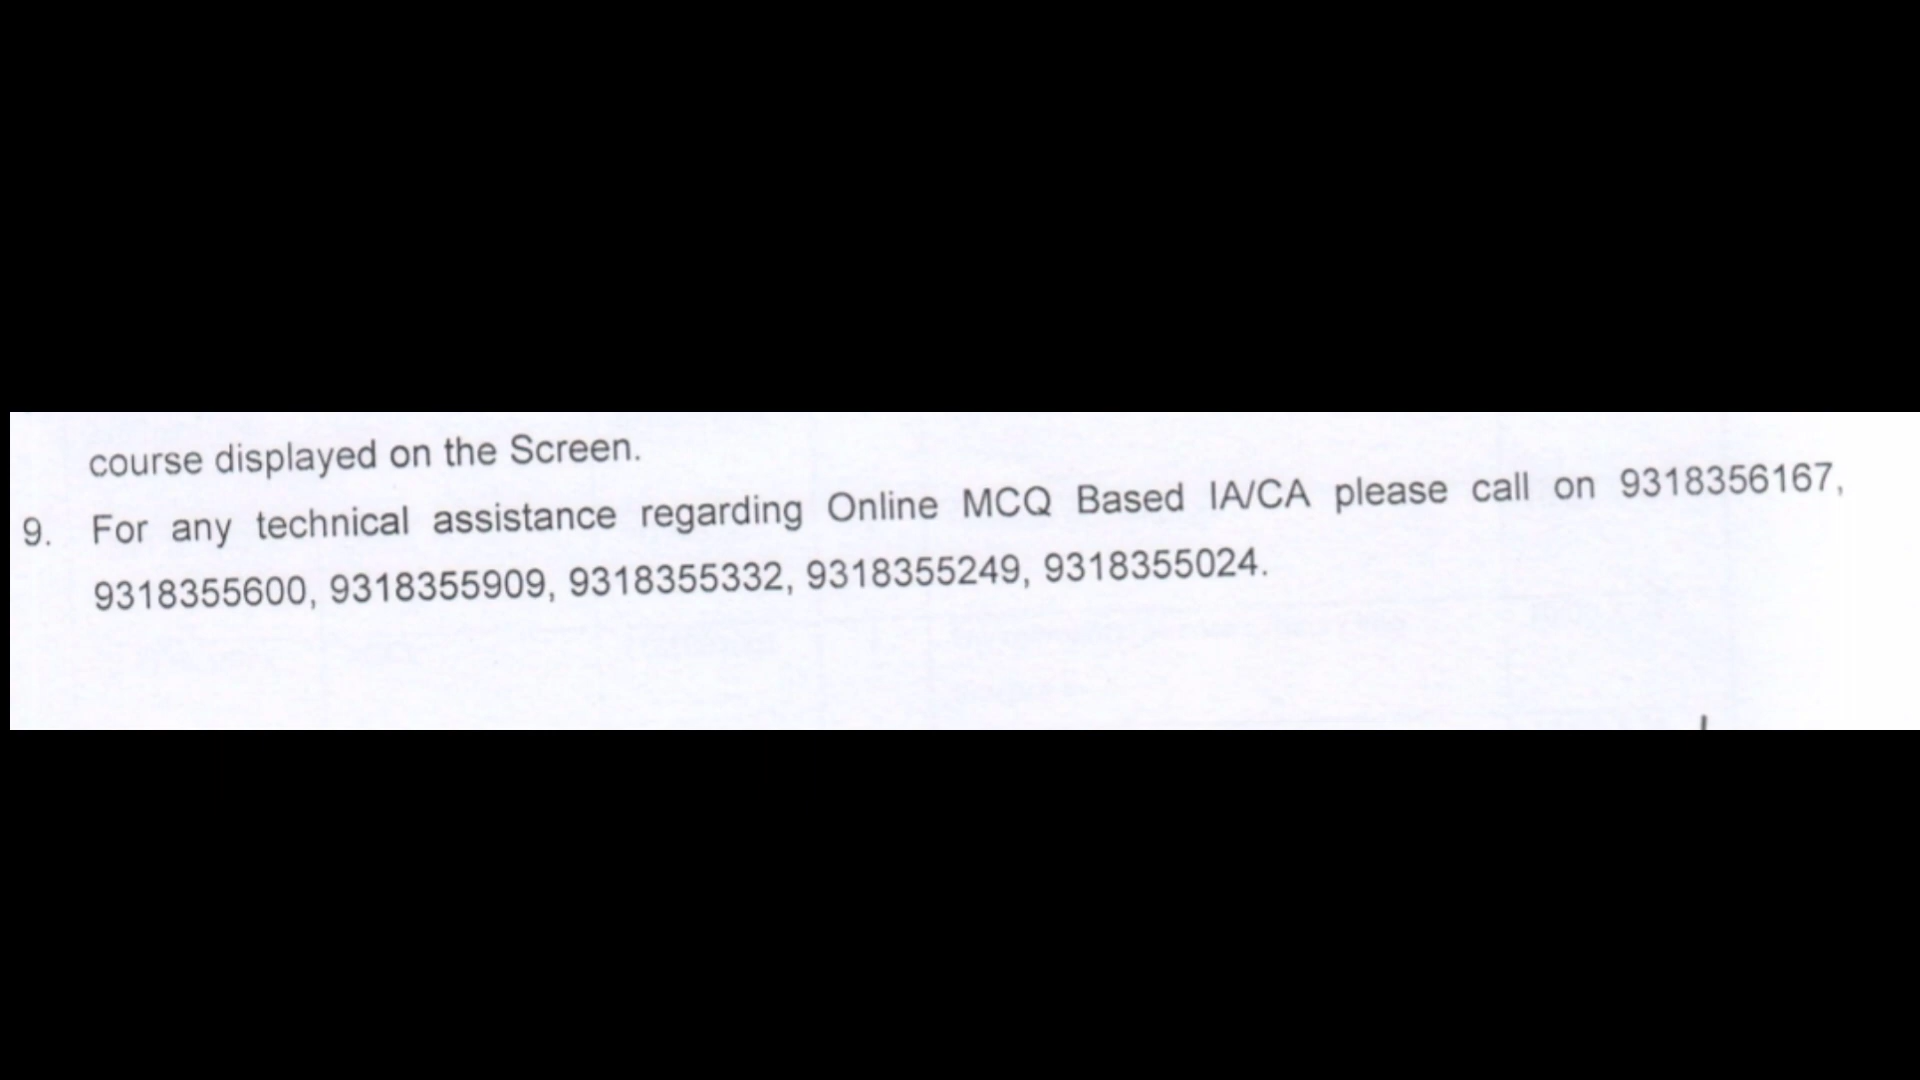 course displayed on the Screen.
9. For any technical assistance regarding Online MCQ Based IA/CA please call on 9318356167,
9318355600, 9318355909, 9318355332, 9318355249, 9318355024.